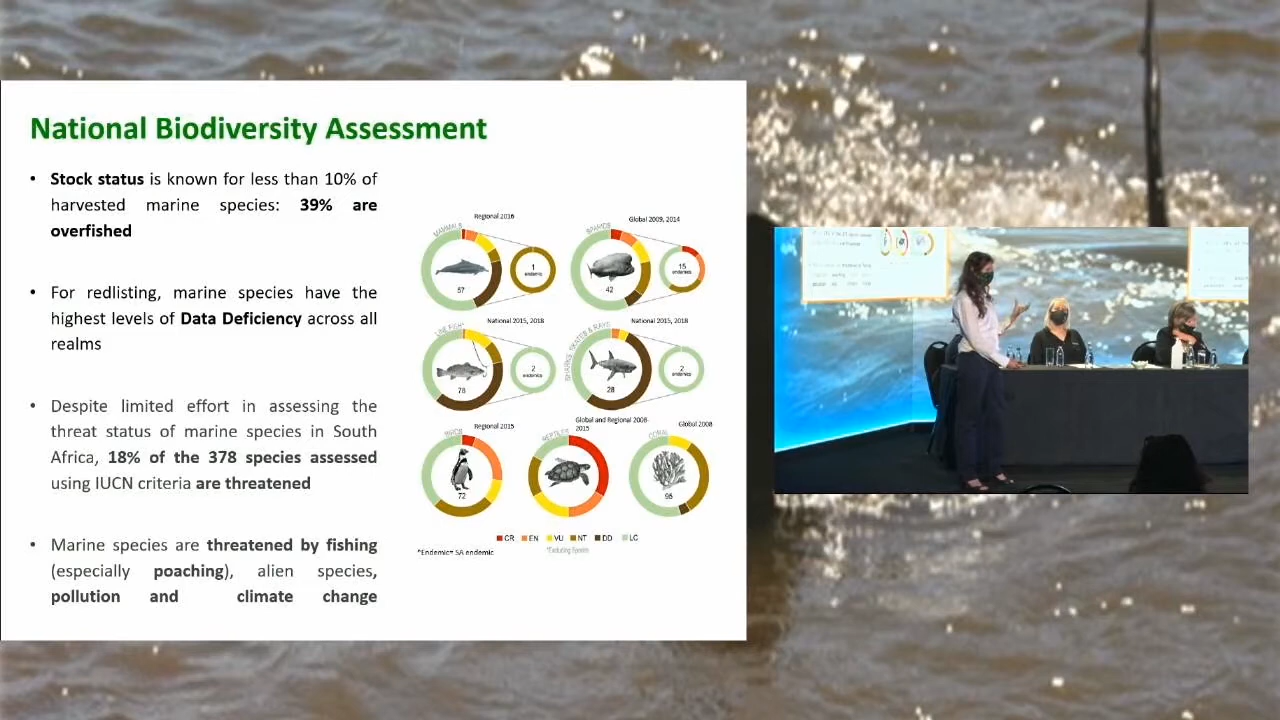 National Biodiversity Assessment
• Stock status is known for less than 10% of
harvested marine species: 39% are
overfished
• For redlisting, marine species have the
highest levels of Data Deficiency across all
realms
• Despite limited effort in assessing the
threat status of marine species in South
Africa, 18% of the 378 species assessed
using IUCN criteria are threatened
• Marine species are threatened by fishing
(especially poaching), alien species,
pollution and climate change
Regional 2016
MAMMALS
57
1
endemic
Global 2009, 2014
SPARIDS
42
15
endemics
National 2015, 2018
LINE FISH*
78
2
endemics
National 2015, 2018
SHARKS, SKATES & RAYS
28
2
endemics
Regional 2015
BIRDS
72
Global and Regional 2008-
2015
REPTILES
Global 2008
CORAL
CR EN VU NT DD LC
*Endemic= SA endemic
*Excluding Sparids